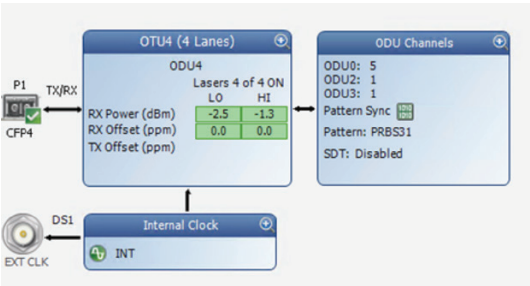 OTU4 (4 Lanes)
ODU4
Lasers 4 of 4 ON
LO HI
RX Power (dBm) -2.5 -1.3
RX Offset (ppm) 0.0 0.0
TX Offset (ppm)
P1
TX/RX
CFP4
ODU Channels
ODU0: 5
ODU2: 1
ODU3: 1
Pattern Sync
Pattern: PRBS31
SDT: Disabled
DS1
EXT CLK
Internal Clock
INT